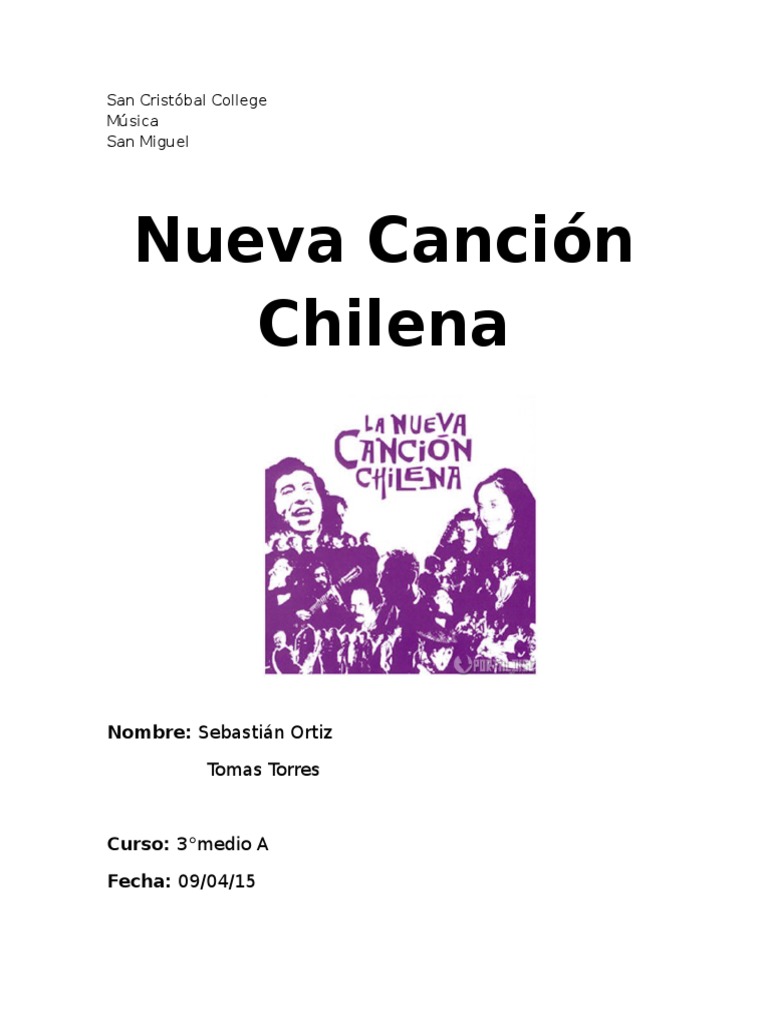 San Cristóbal College
Música
San Miguel
Nueva Canción
Chilena
LA NUEVA
CANCIÓN
CHILENA
Nombre: Sebastián Ortiz
Tomas Torres
Curso: 3°medio A
Fecha: 09/04/15